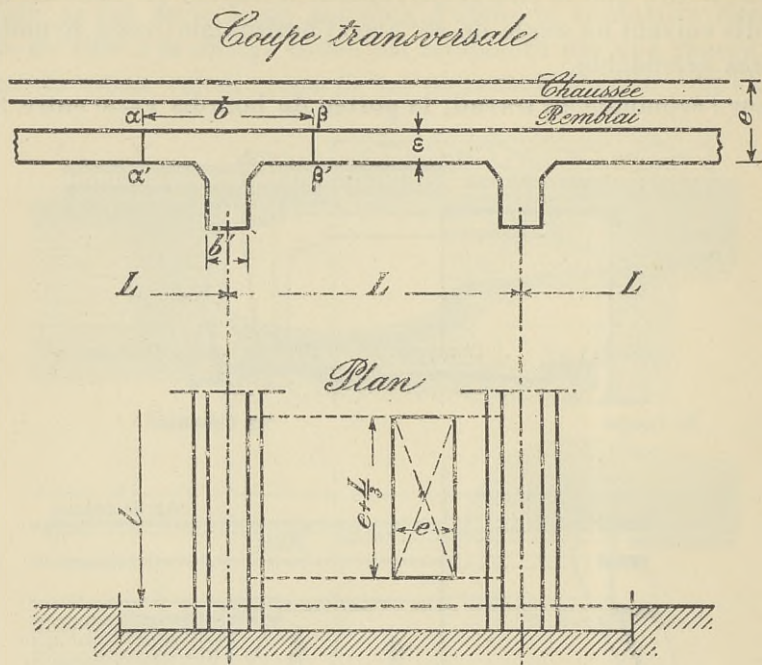 Coupe transversale
Chaussée
α b β Remblai
ε e
α' β'
b'
L L L
Plan
l e+L/3 e